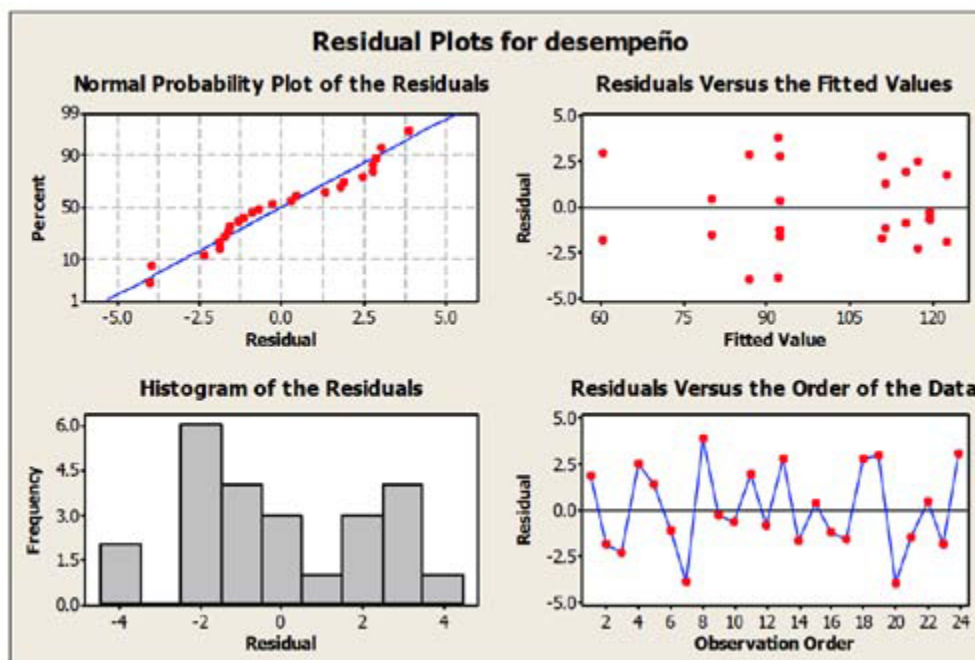 Residual Plots for desempeño
Normal Probability Plot of the Residuals
99
90
50
10
1
Percent
-5.0 -2.5 0.0 2.5 5.0
Residual
Residuals Versus the Fitted Values
5.0
2.5
0.0
-2.5
-5.0
Residual
60 75 90 105 120
Fitted Value
Histogram of the Residuals
6.0
4.5
3.0
1.5
0.0
Frequency
-4 -2 0 2 4
Residual
Residuals Versus the Order of the Data
5.0
2.5
0.0
-2.5
-5.0
Residual
2 4 6 8 10 12 14 16 18 20 22 24
Observation Order